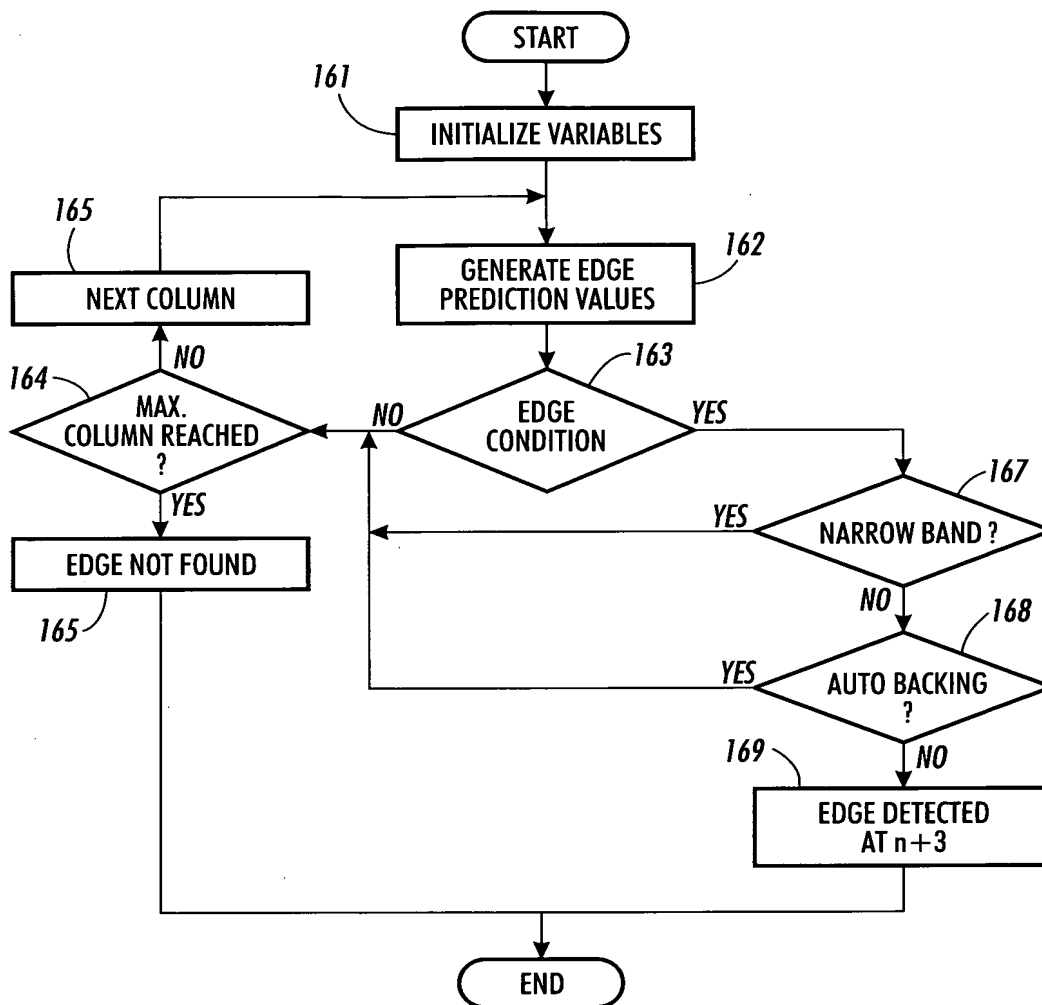 START
161
INITIALIZE VARIABLES
165
162
GENERATE EDGE
PREDICTION VALUES
NEXT COLUMN
NO
163
164
MAX.
COLUMN REACHED
?
NO
EDGE
CONDITION
YES
167
YES
NARROW BAND ?
YES
EDGE NOT FOUND
165
NO
168
YES
AUTO BACKING
?
NO
169
EDGE DETECTED
AT n+3
END